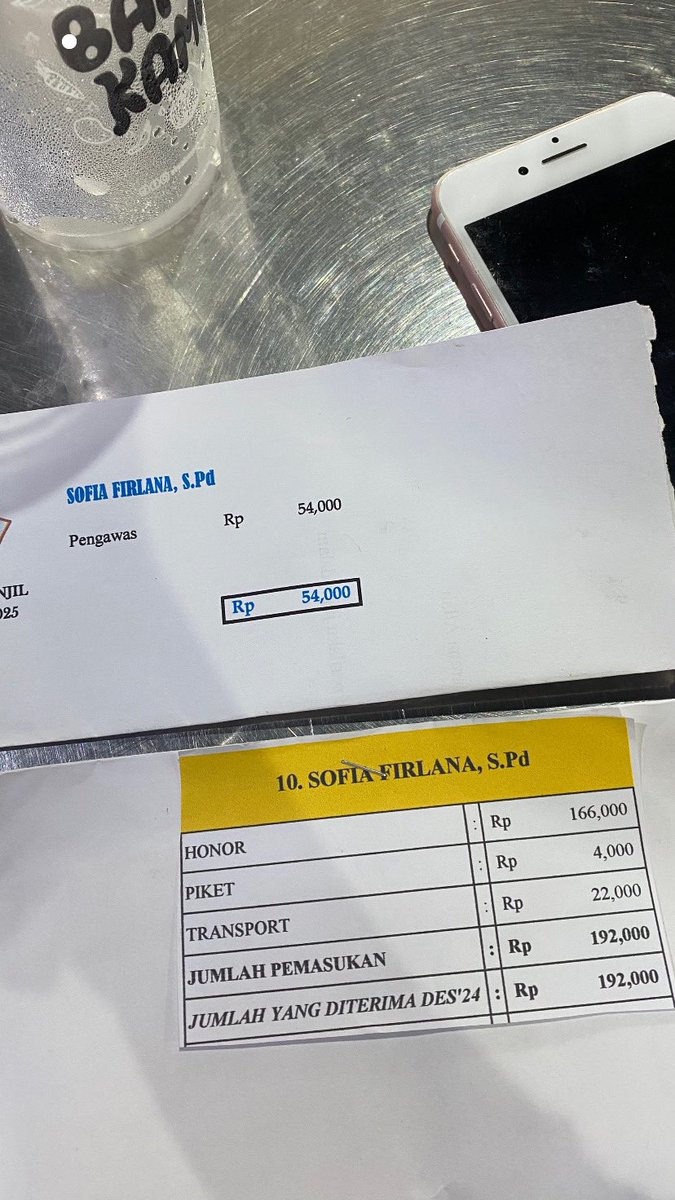 KAM
SOFIA FIRLANA, S.Pd
Pengawas Rp 54,000
NJIL
025
Rp 54,000
10. SOFIA FIRLANA, S.Pd
HONOR : Rp 166,000
PIKET : Rp 4,000
TRANSPORT : Rp 22,000
JUMLAH PEMASUKAN : Rp 192,000
JUMLAH YANG DITERIMA DES'24 : Rp 192,000